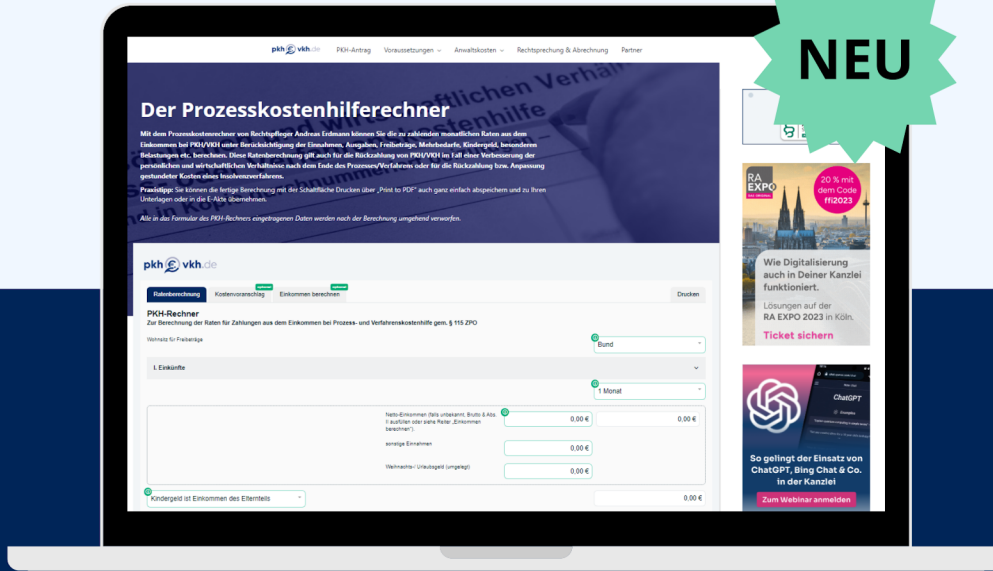 NEU
pkh vkh.de
PKH-Antrag
Voraussetzungen
Anwaltskosten
Rechtsprechung & Abrechnung
Partner
Der Prozesskostenhilferechner
Mit dem Prozesskostenrechner von Rechtspfleger Andreas Erdmann können Sie die zu zahlenden monatlichen Raten aus dem
Einkommen bei PKH/VKH unter Berücksichtigung der Einnahmen, Ausgaben, Freibeträge, Mehrbedarfe, Kindergeld, besonderen
Belastungen etc. berechnen. Diese Ratenberechnung gilt auch für die Rückzahlung von PKH/VKH im Fall einer Verbesserung der
persönlichen und wirtschaftlichen Verhältnisse nach dem Ende des Prozesses/Verfahrens oder für die Rückzahlung bzw. Anpassung
gestundeter Kosten eines Insolvenzverfahrens.
Praxistipp: Sie können die fertige Berechnung mit der Schaltfläche Drucken über „Print to PDF" auch ganz einfach abspeichern und zu Ihren
Unterlagen oder in die E-Akte übernehmen.
Alle in das Formular des PKH-Rechners eingetragenen Daten werden nach der Berechnung umgehend verworfen.
pkh vkh.de
Ratenberechnung
Kostenvoranschlag
Einkommen berechnen
Drucken
PKH-Rechner
Zur Berechnung der Raten für Zahlungen aus dem Einkommen bei Prozess- und Verfahrenskostenhilfe gem. § 115 ZPO
Wohnsitz für Freibeträge
Bund
I. Einkünfte
1 Monat
Netto-Einkommen (falls unbekannt, Brutto & Abs.
II ausfüllen oder siehe Reiter „Einkommen
berechnen").
0,00 €
0,00 €
sonstige Einnahmen
0,00 €
Weihnachts-/ Urlaubsgeld (umgelegt)
0,00 €
Kindergeld ist Einkommen des Elternteils
0,00 €
RA
EXPO
20 % mit
dem Code
ffi2023
Wie Digitalisierung
auch in Deiner Kanzlei
funktioniert.
Lösungen auf der
RA EXPO 2023 in Köln.
Ticket sichern
ChatGPT
So gelingt der Einsatz von
ChatGPT, Bing Chat & Co.
in der Kanzlei
Zum Webinar anmelden